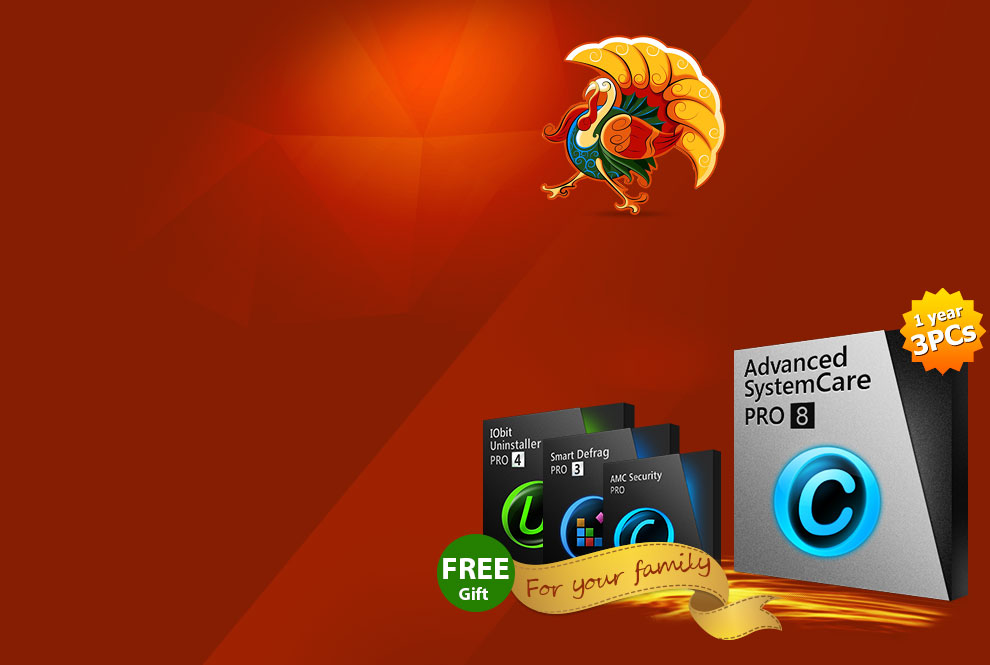 1 year
3PCs
Advanced
SystemCare
PRO 8
C
IObit
Uninstaller
PRO 4
U
Smart Defrag
PRO 3
AMC Security
PRO
C
FREE
Gift
For your family